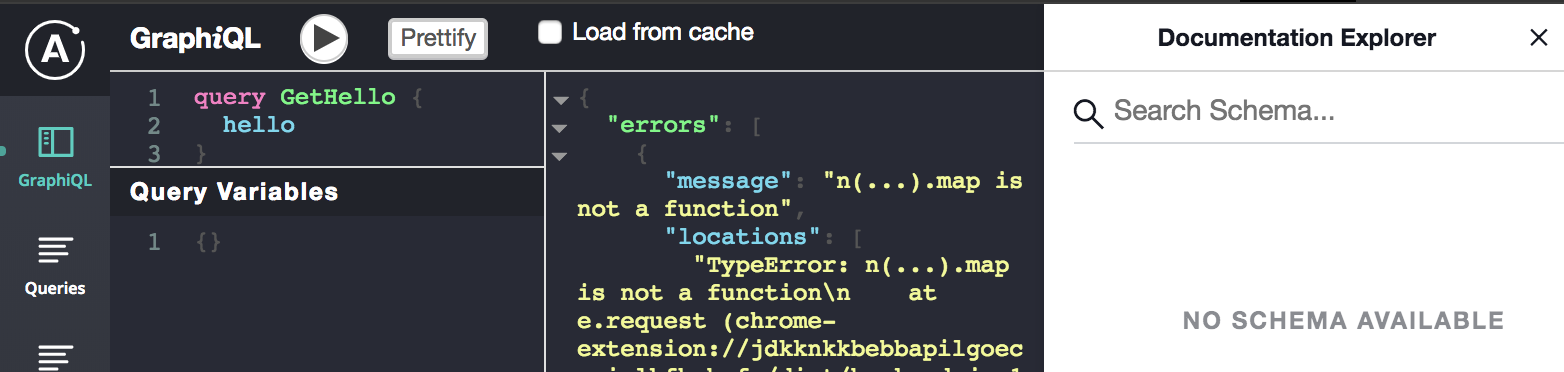 GraphiQL Prettify Load from cache
Documentation Explorer
GraphiQL
Queries
1 query GetHello {
2 hello
3 }
Query Variables
1 {}
{
"errors": [
{
"message": "n(...).map is
not a function",
"locations": [
"TypeError: n(...).map
is not a function\n at
e.request (chrome-
extension://jdkknkkbebbapilgoec
Search Schema...
NO SCHEMA AVAILABLE